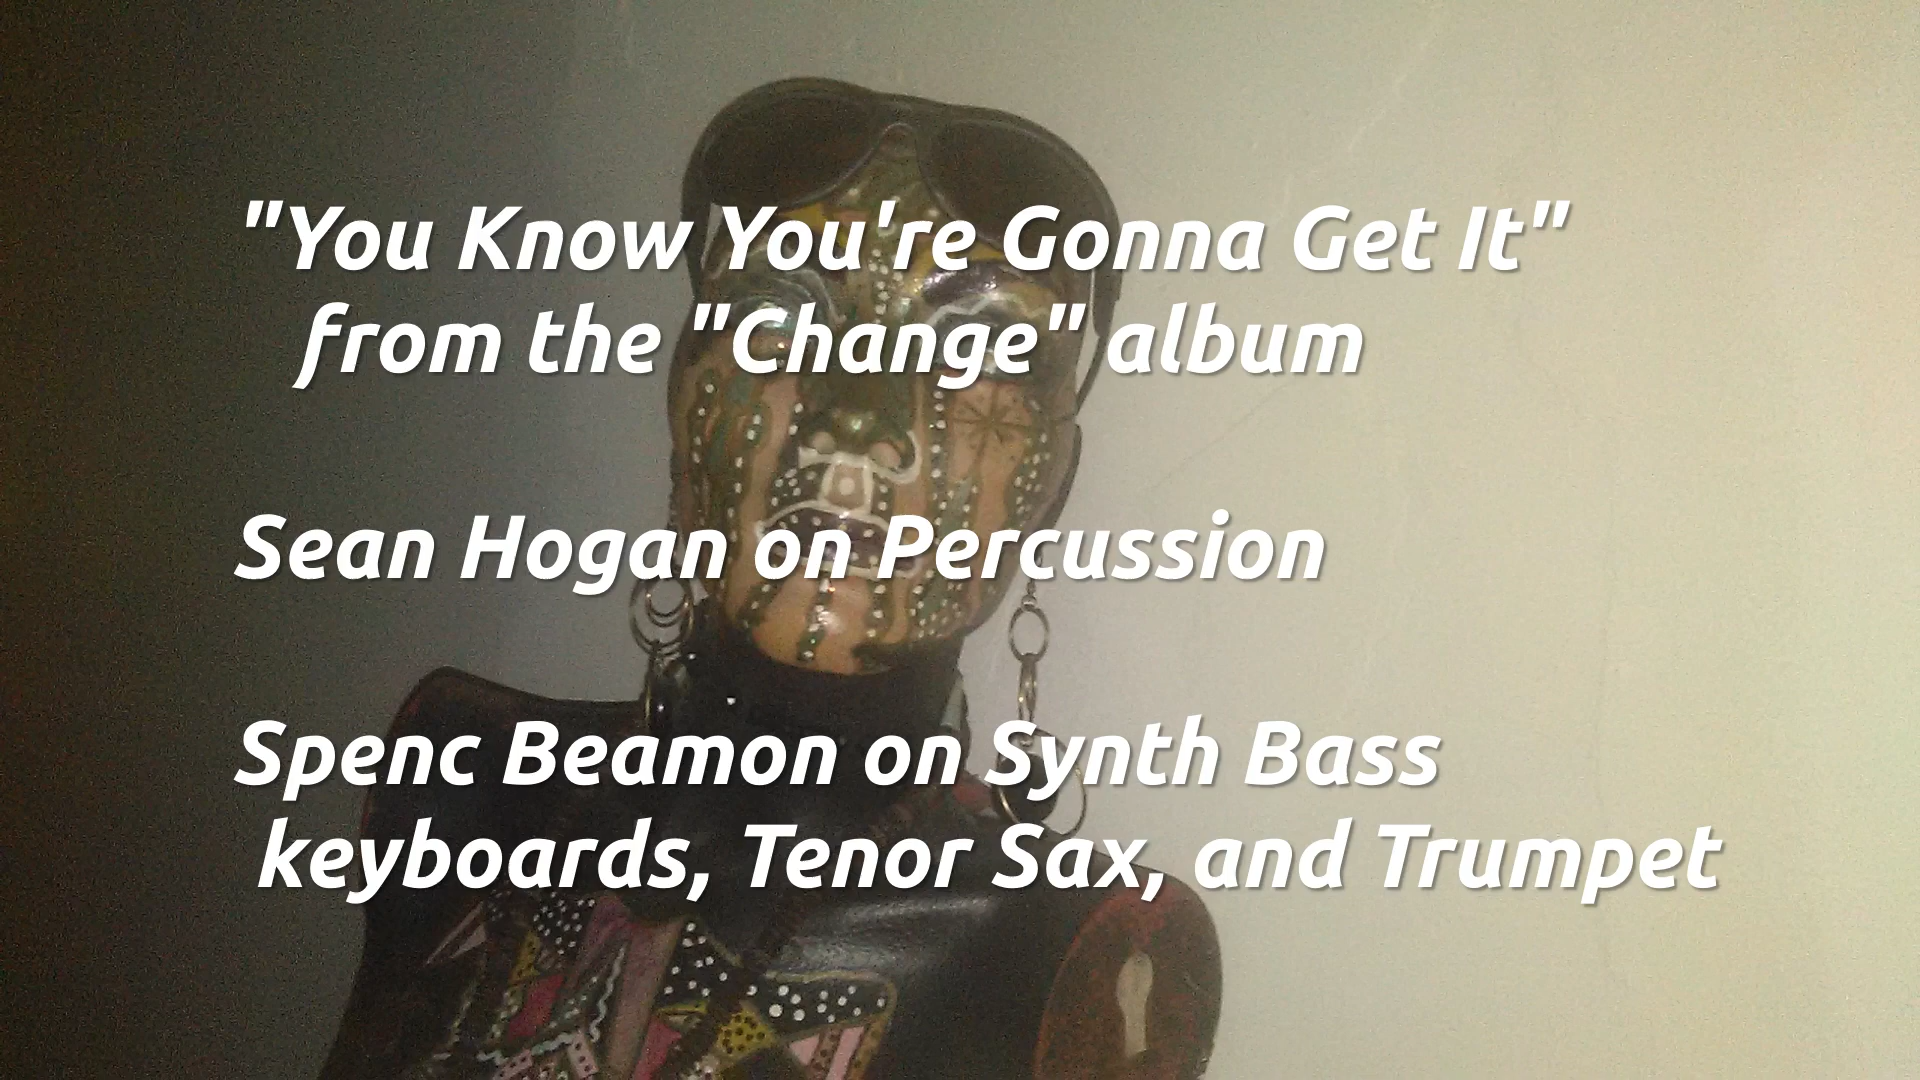 "You Know You're Gonna Get It"
from the "Change" album
Sean Hogan on Percussion
Spenc Beamon on Synth Bass
keyboards, Tenor Sax, and Trumpet